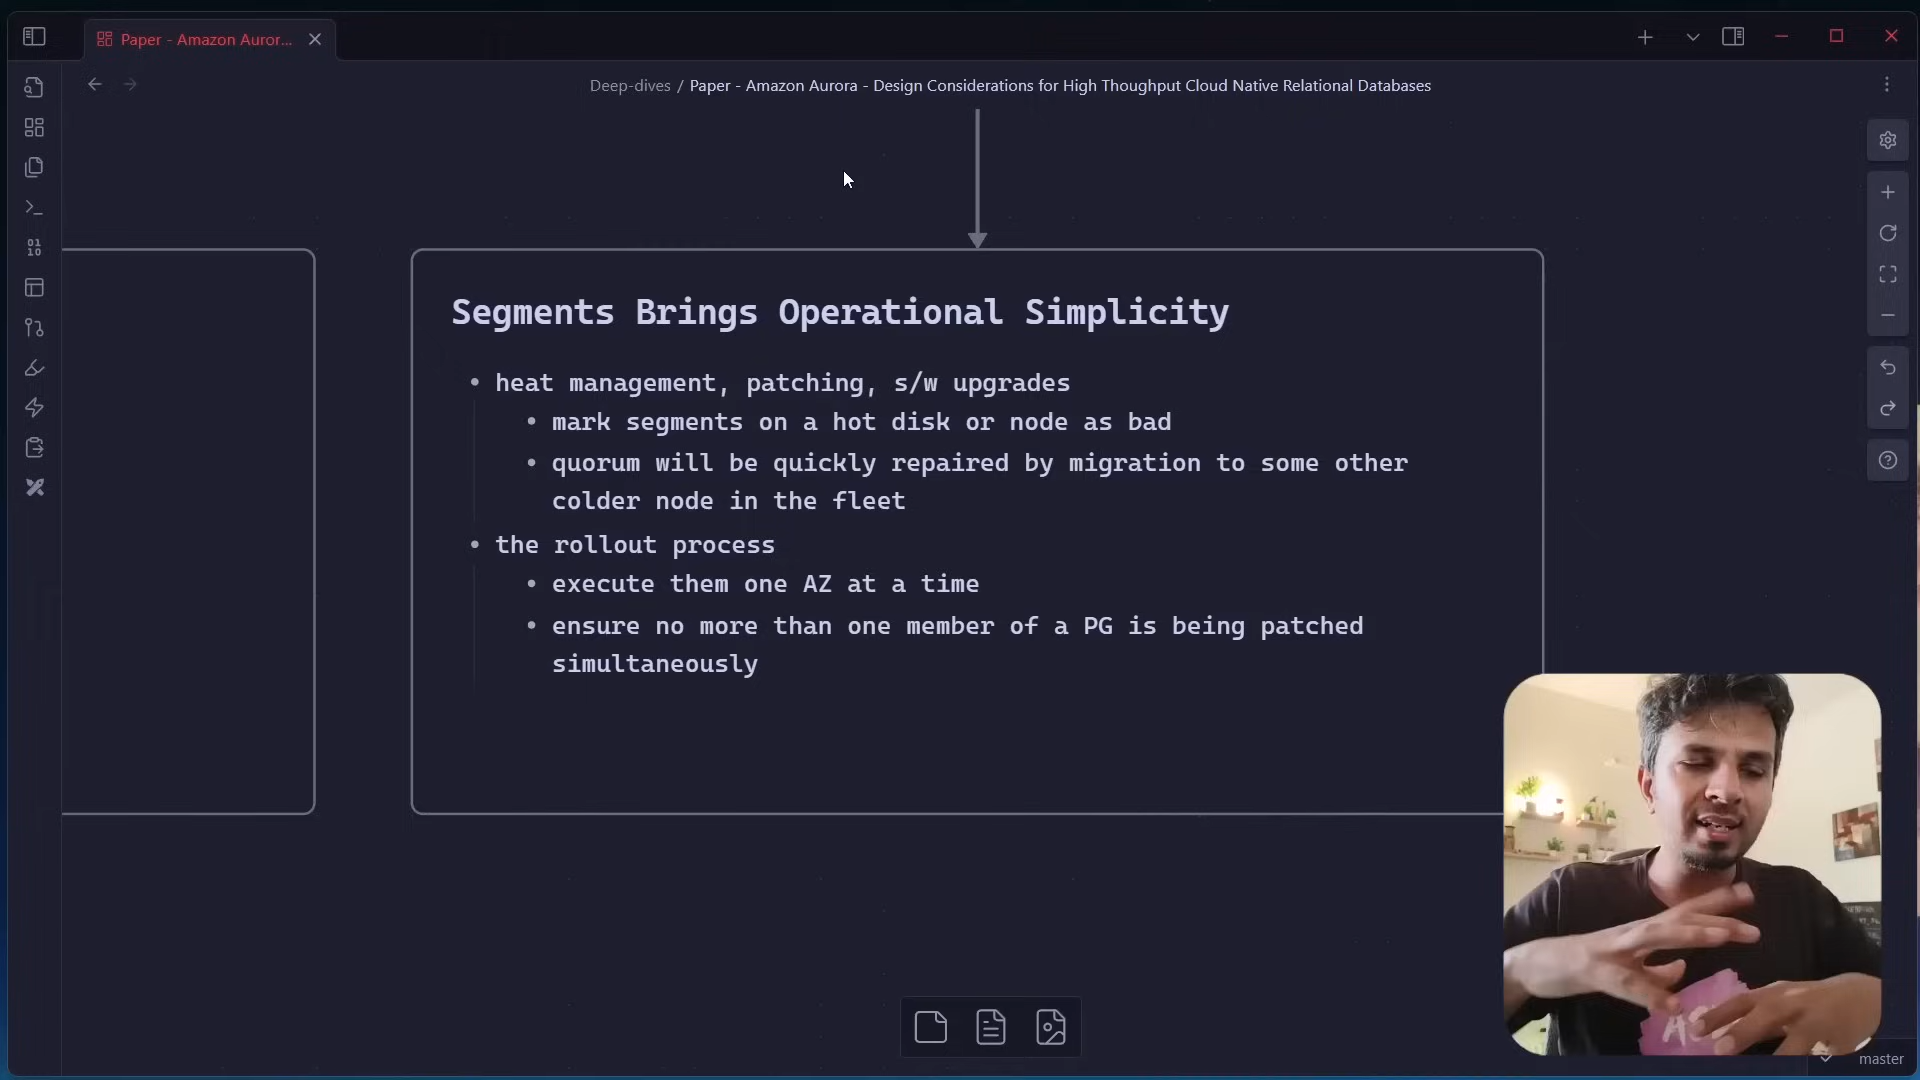 Paper - Amazon Auror...
Deep-dives / Paper - Amazon Aurora - Design Considerations for High Thoughput Cloud Native Relational Databases
Segments Brings Operational Simplicity
• heat management, patching, s/w upgrades
• mark segments on a hot disk or node as bad
• quorum will be quickly repaired by migration to some other
colder node in the fleet
• the rollout process
• execute them one AZ at a time
• ensure no more than one member of a PG is being patched
simultaneously
master